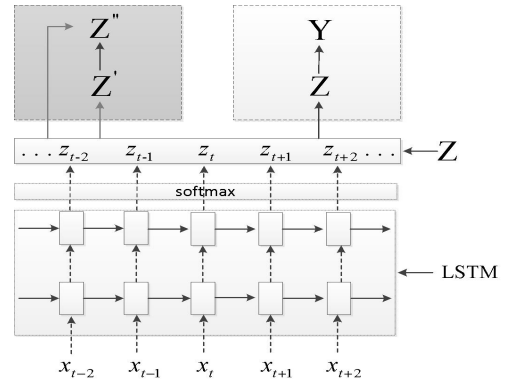 Z" Y
Z' Z
. . . z_{t-2} z_{t-1} z_t z_{t+1} z_{t+2} . . . Z
softmax
LSTM
x_{t-2} x_{t-1} x_t x_{t+1} x_{t+2}